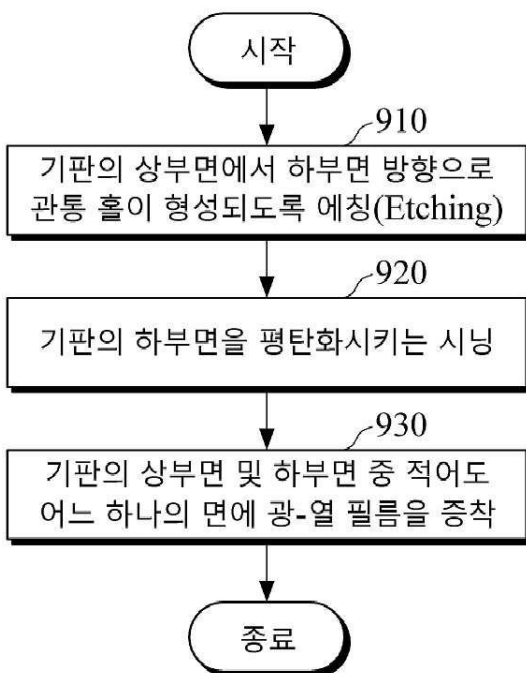 시작
910
기판의 상부면에서 하부면 방향으로
관통 홀이 형성되도록 에칭(Etching)
920
기판의 하부면을 평탄화시키는 시닝
930
기판의 상부면 및 하부면 중 적어도
어느 하나의 면에 광-열 필름을 증착
종료